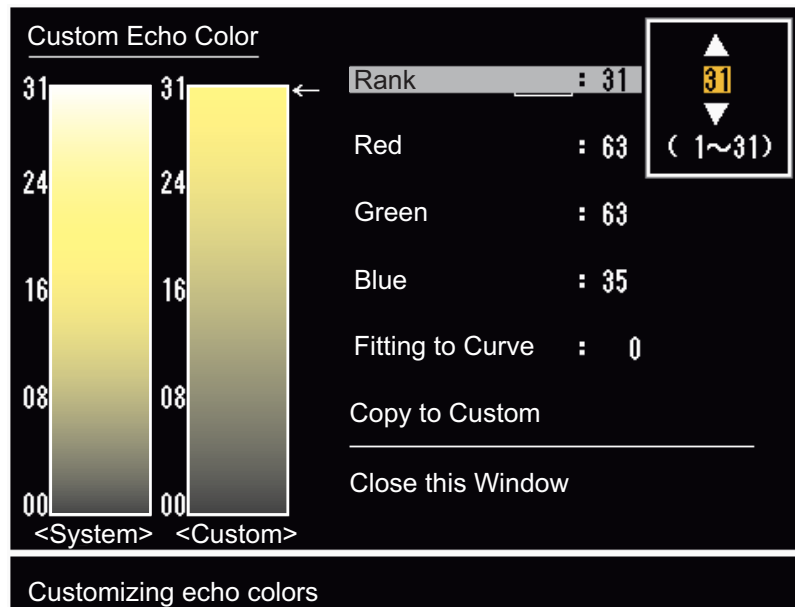 Custom Echo Color
31 31 ← Rank : 31
▲
31
▼
( 1~31)
Red : 63
24 24
Green : 63
16 16 Blue : 35
Fitting to Curve : 0
08 08
Copy to Custom
Close this Window
00 00
<System> <Custom>
Customizing echo colors